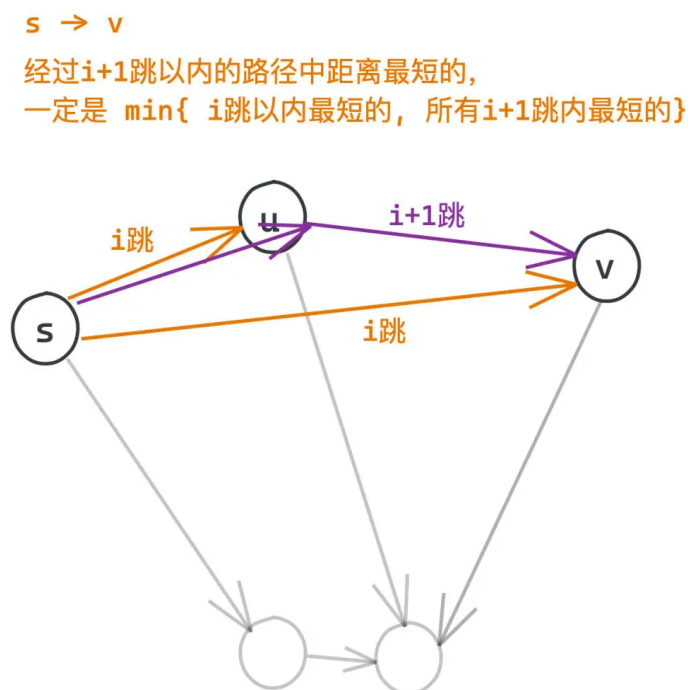 s → v
经过i+1跳以内的路径中距离最短的,
一定是 min{ i跳以内最短的, 所有i+1跳内最短的}
u
i+1跳
i跳
v
s
i跳